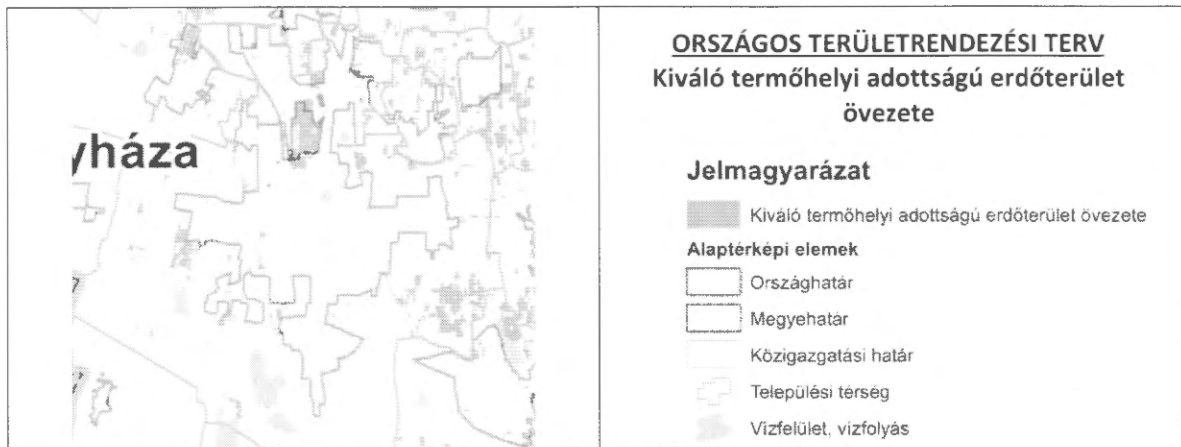 yháza
ORSZÁGOS TERÜLETRENDEZÉSI TERV
Kiváló termőhelyi adottságú erdőterület
övezete
Jelmagyarázat
Kiváló termőhelyi adottságú erdőterület övezete
Alaptérképi elemek
Országhatár
Megyehatár
Közigazgatási határ
Települési térség
Vízfelület, vízfolyás